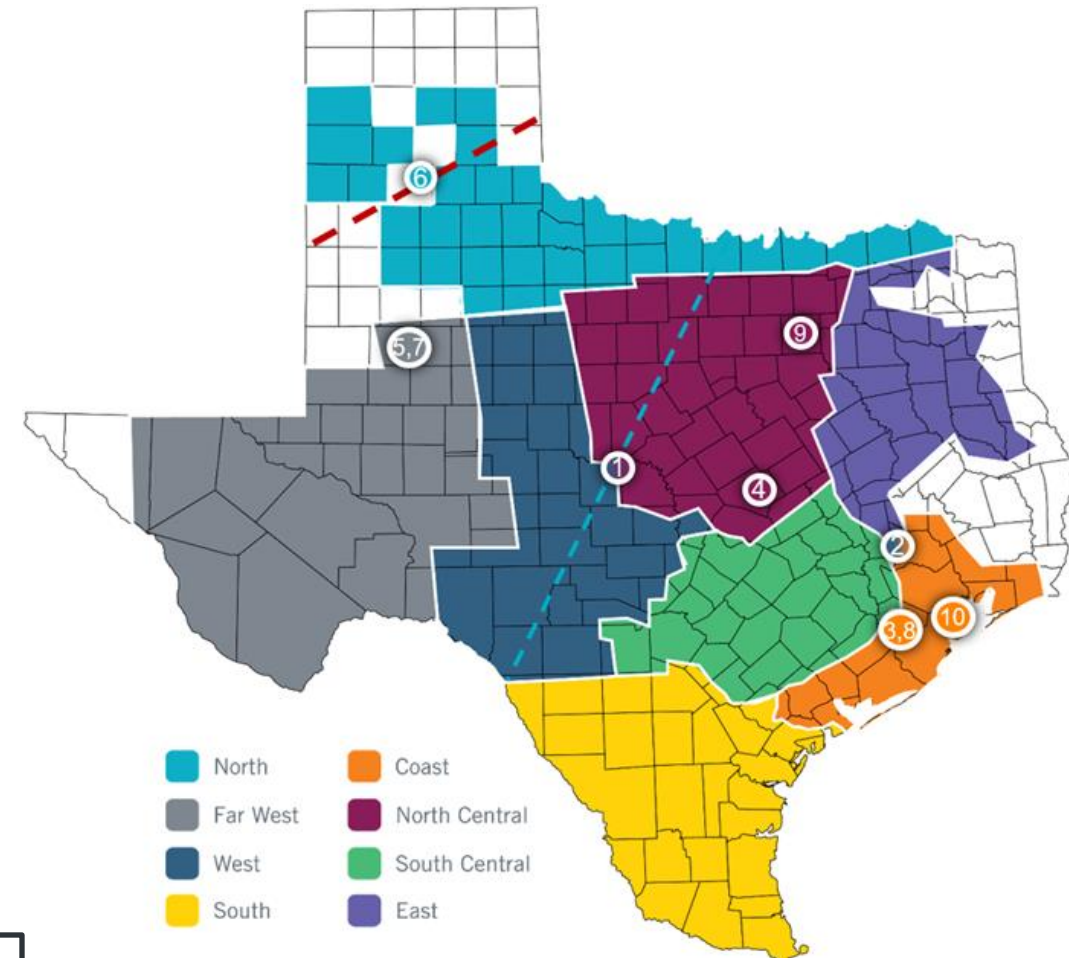 6
5,7
9
1
4
2
3,8
10
North
Coast
Far West
North Central
West
South Central
South
East